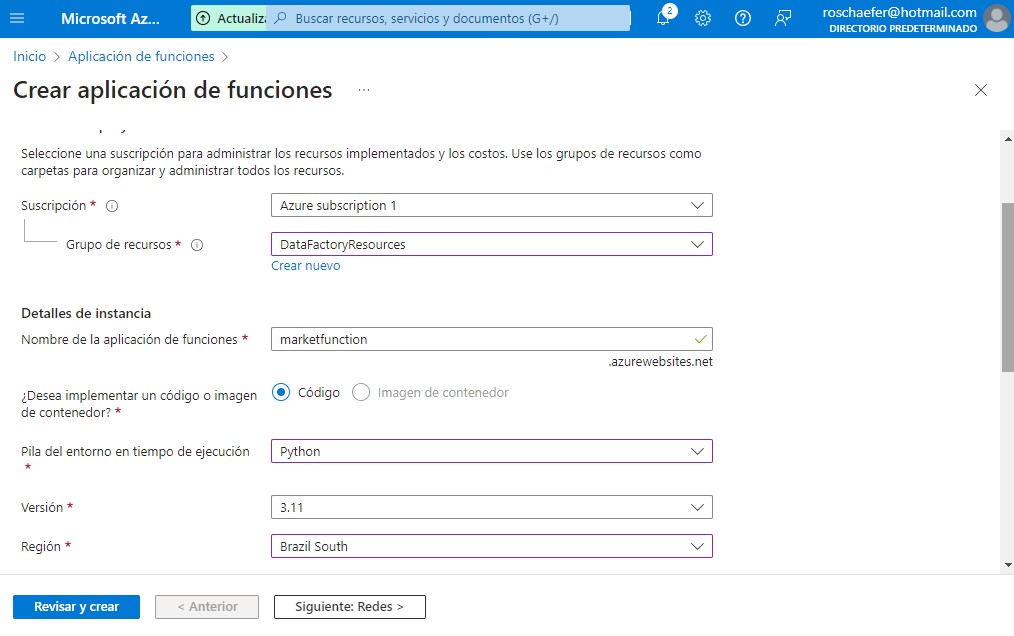 Microsoft Az...
Actualiza
Buscar recursos, servicios y documentos (G+/)
2
roschaefer@hotmail.com
DIRECTORIO PREDETERMINADO
Inicio > Aplicación de funciones >
Crear aplicación de funciones ...
Seleccione una suscripción para administrar los recursos implementados y los costos. Use los grupos de recursos como
carpetas para organizar y administrar todos los recursos.
Suscripción * Azure subscription 1
Grupo de recursos * DataFactoryResources
Crear nuevo
Detalles de instancia
Nombre de la aplicación de funciones * marketfunction
.azurewebsites.net
¿Desea implementar un código o imagen
de contenedor? *
Código Imagen de contenedor
Pila del entorno en tiempo de ejecución
*
Python
Versión * 3.11
Región * Brazil South
Revisar y crear < Anterior Siguiente: Redes >